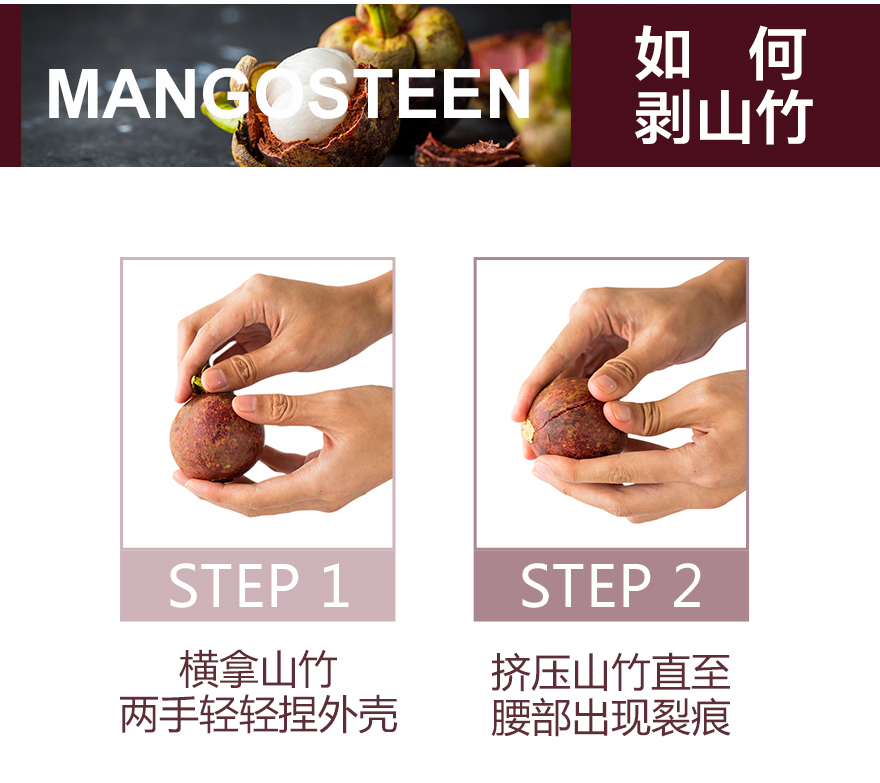 MANGOSTEEN
如何
剥山竹
STEP 1
横拿山竹
两手轻轻捏外壳
STEP 2
挤压山竹直至
腰部出现裂痕